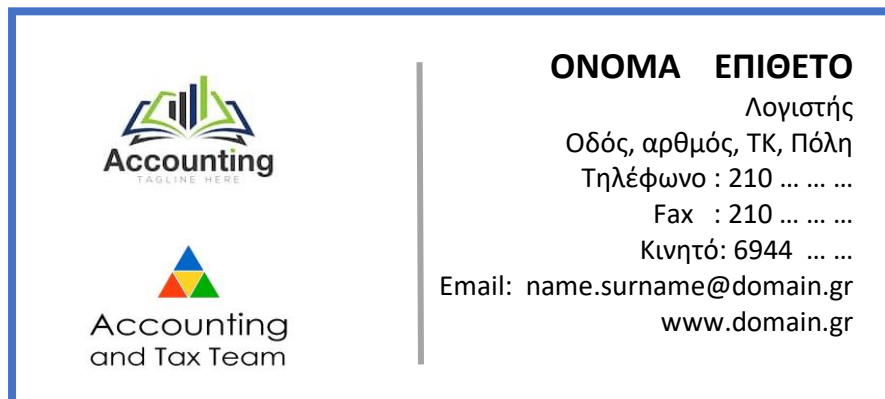 Accounting
TAGLINE HERE
Accounting
and Tax Team
ΟΝΟΜΑ ΕΠΙΘΕΤΟ
Λογιστής
Οδός, αρθμός, ΤΚ, Πόλη
Τηλέφωνο : 210 ... ... ...
Fax : 210 ... ... ...
Κινητό: 6944 ... ...
Email: name.surname@domain.gr
www.domain.gr